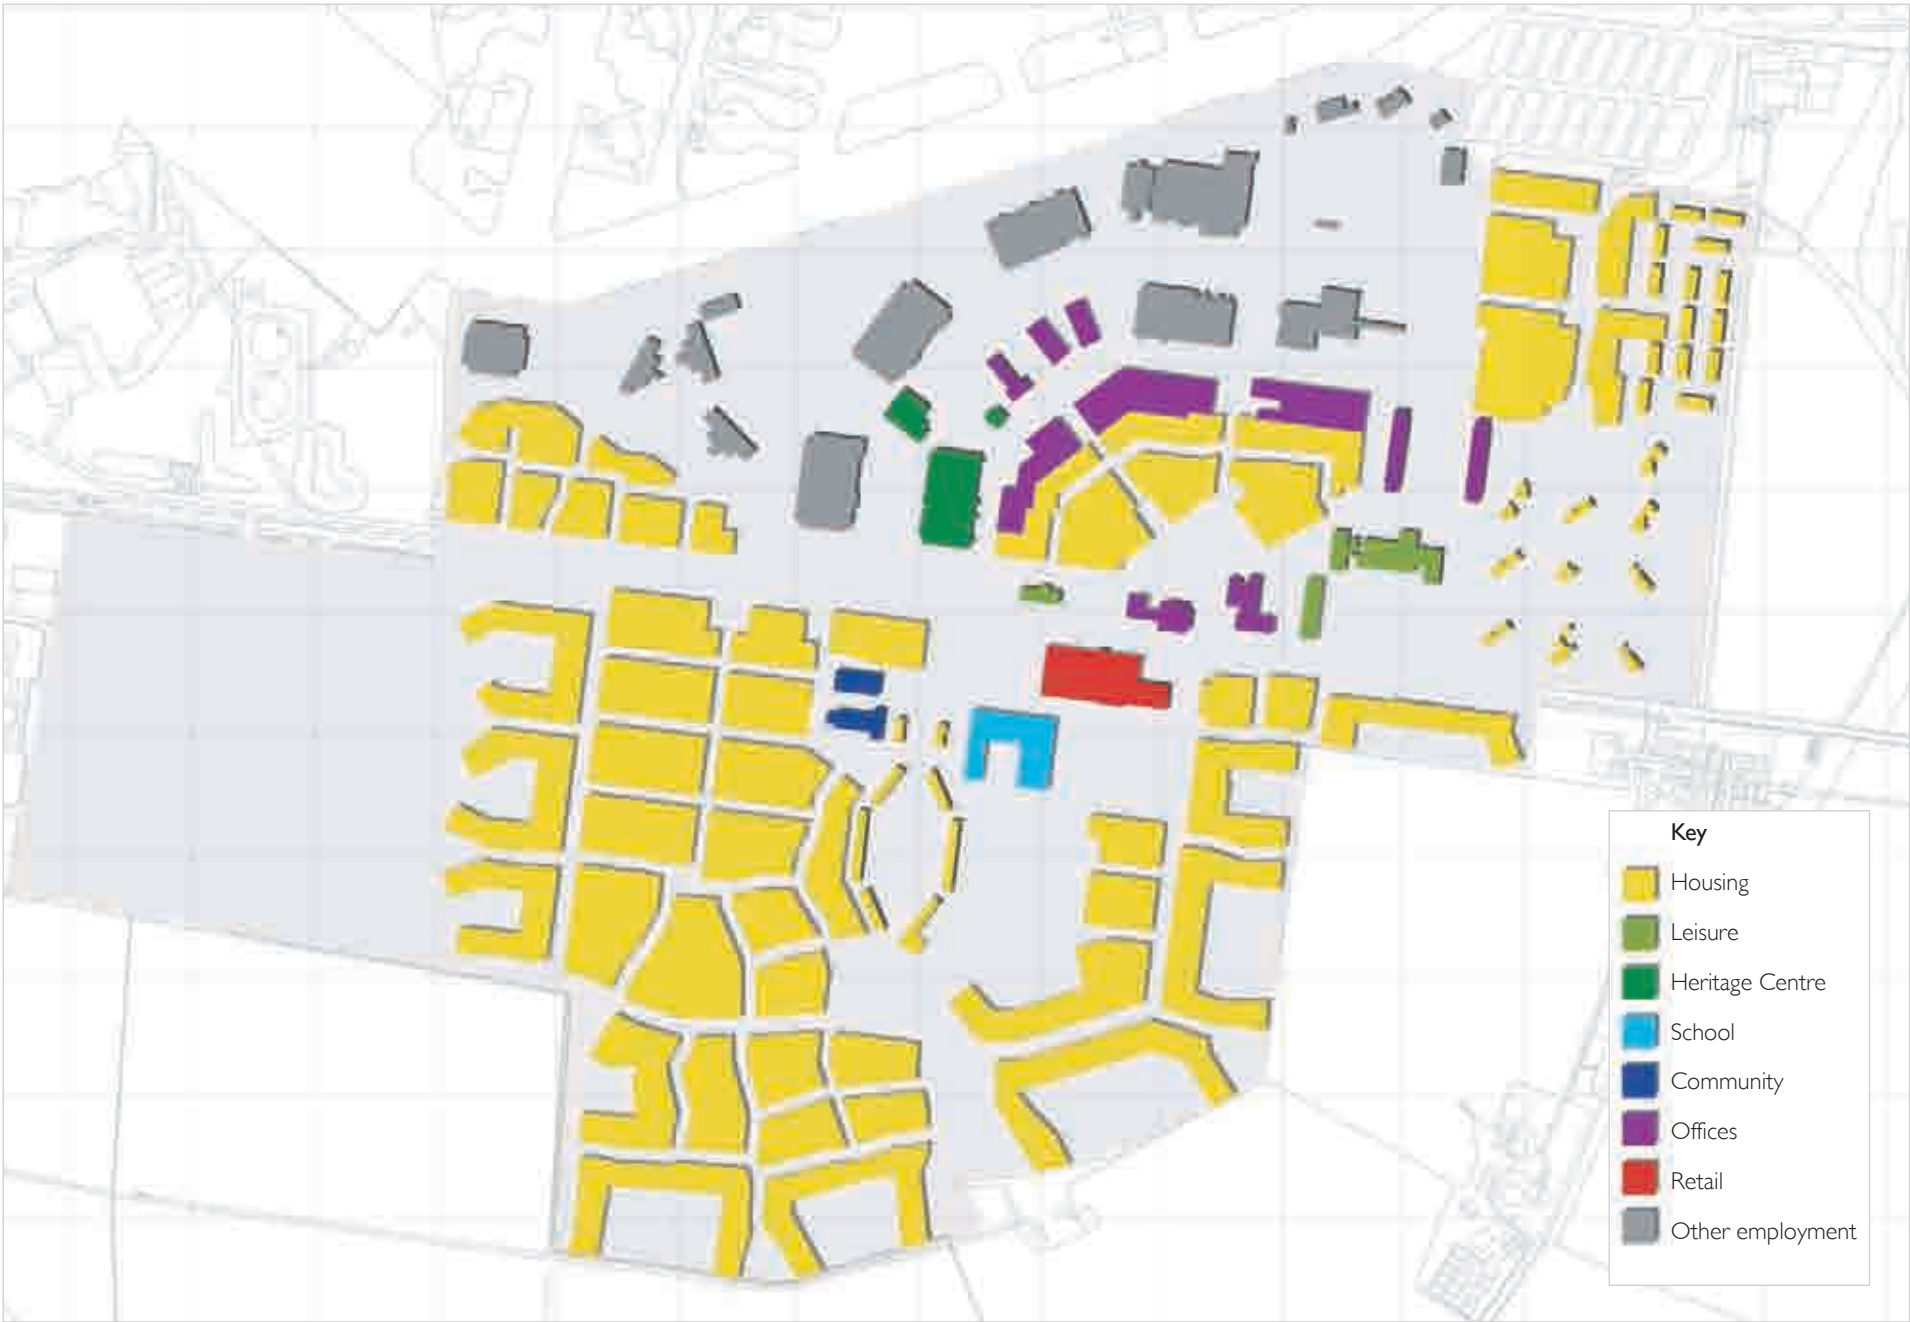 Key
Housing
Leisure
Heritage Centre
School
Community
Offices
Retail
Other employment